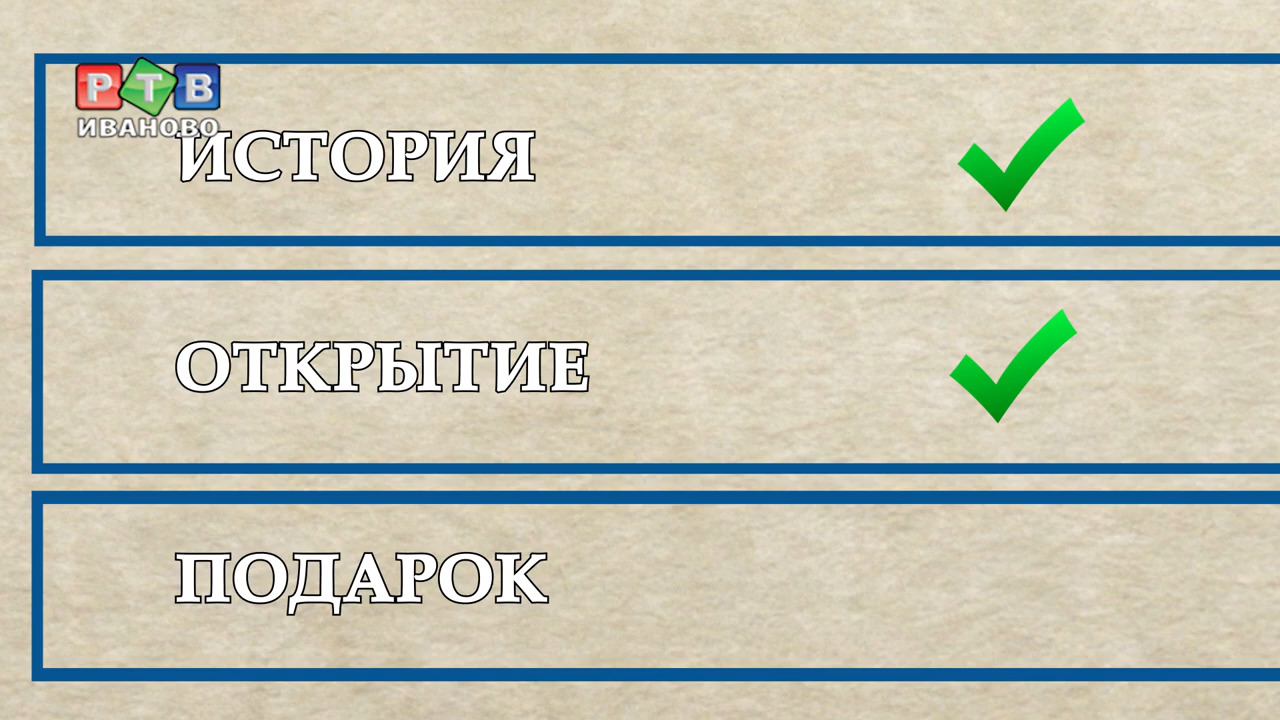 РТВ
ИВАНОВО
ИСТОРИЯ
ОТКРЫТИЕ
ПОДАРОК